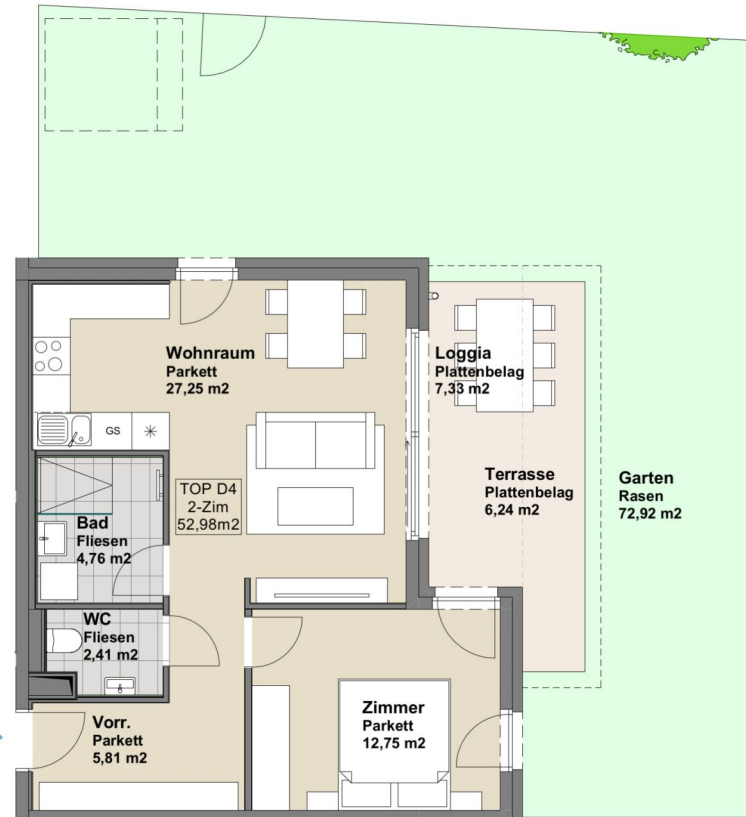 Wohnraum
Parkett
27,25 m2
Loggia
Plattenbelag
7,33 m2
GS
TOP D4
2-Zim
52,98m2
Terrasse
Plattenbelag
6,24 m2
Garten
Rasen
72,92 m2
Bad
Fliesen
4,76 m2
WC
Fliesen
2,41 m2
Vorr.
Parkett
5,81 m2
Zimmer
Parkett
12,75 m2